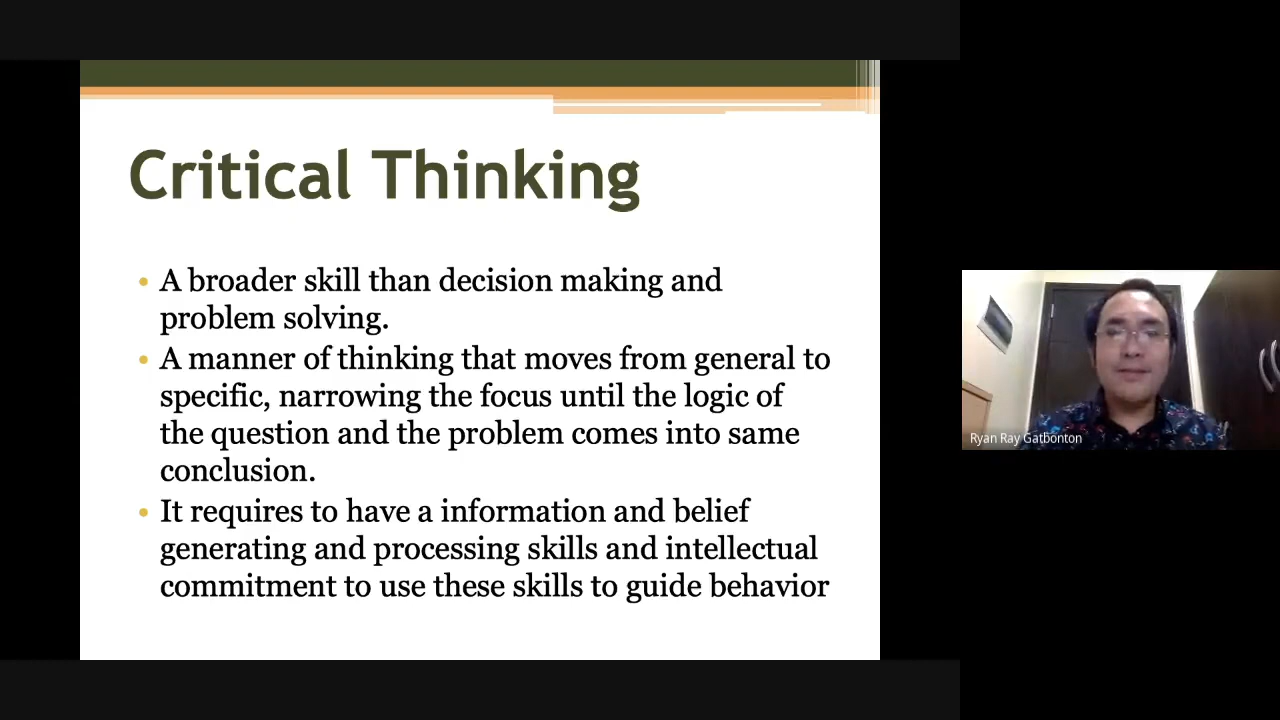 Critical Thinking
• A broader skill than decision making and
problem solving.
• A manner of thinking that moves from general to
specific, narrowing the focus until the logic of
the question and the problem comes into same
conclusion.
• It requires to have a information and belief
generating and processing skills and intellectual
commitment to use these skills to guide behavior
Ryan Ray Gatbonton